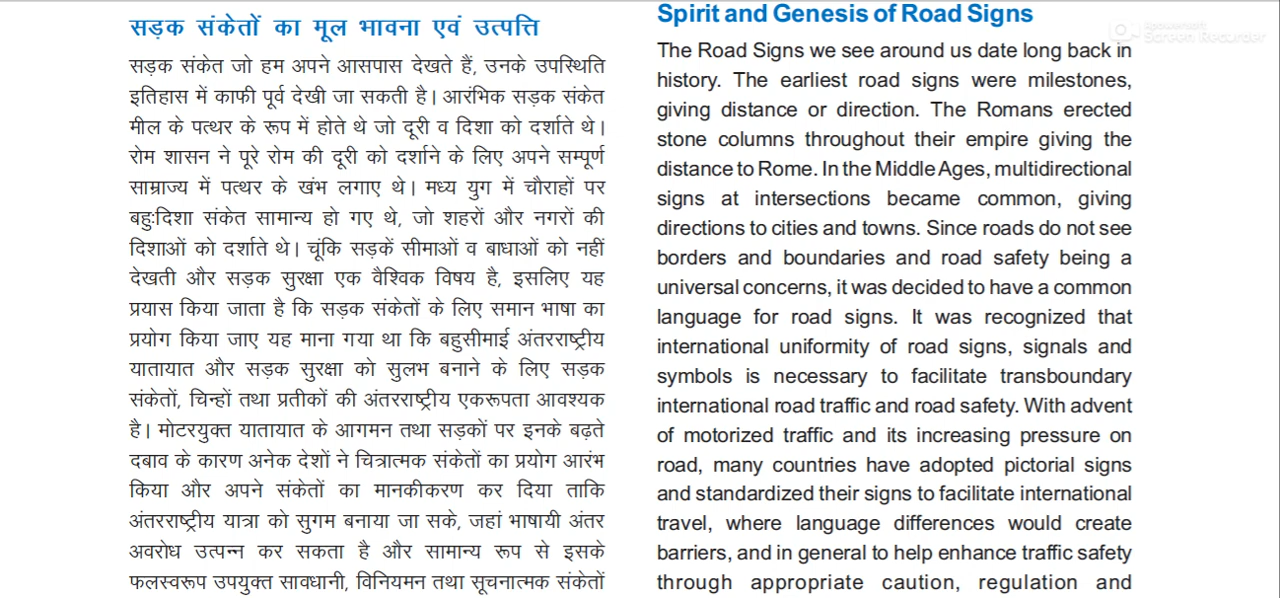 सड़क संकेतों का मूल भावना एवं उत्पत्ति
सड़क संकेत जो हम अपने आसपास देखते हैं, उनके उपस्थिति
इतिहास में काफी पूर्व देखी जा सकती है। आरंभिक सड़क संकेत
मील के पत्थर के रूप में होते थे जो दूरी व दिशा को दर्शाते थे।
रोम शासन ने पूरे रोम की दूरी को दर्शाने के लिए अपने सम्पूर्ण
साम्राज्य में पत्थर के खंभ लगाए थे। मध्य युग में चौराहों पर
बहुःदिशा संकेत सामान्य हो गए थे, जो शहरों और नगरों की
दिशाओं को दर्शाते थे। चूंकि सड़कें सीमाओं व बाधाओं को नहीं
देखती और सड़क सुरक्षा एक वैश्विक विषय है, इसलिए यह
प्रयास किया जाता है कि सड़क संकेतों के लिए समान भाषा का
प्रयोग किया जाए यह माना गया था कि बहुसीमाई अंतरराष्ट्रीय
यातायात और सड़क सुरक्षा को सुलभ बनाने के लिए सड़क
संकेतों, चिन्हों तथा प्रतीकों की अंतरराष्ट्रीय एकरूपता आवश्यक
है। मोटरयुक्त यातायात के आगमन तथा सड़कों पर इनके बढ़ते
दबाव के कारण अनेक देशों ने चित्रात्मक संकेतों का प्रयोग आरंभ
किया और अपने संकेतों का मानकीकरण कर दिया ताकि
अंतरराष्ट्रीय यात्रा को सुगम बनाया जा सके, जहां भाषायी अंतर
अवरोध उत्पन्न कर सकता है और सामान्य रूप से इसके
फलस्वरूप उपयुक्त सावधानी, विनियमन तथा सूचनात्मक संकेतों
Spirit and Genesis of Road Signs
The Road Signs we see around us date long back in
history. The earliest road signs were milestones,
giving distance or direction. The Romans erected
stone columns throughout their empire giving the
distance to Rome. In the Middle Ages, multidirectional
signs at intersections became common, giving
directions to cities and towns. Since roads do not see
borders and boundaries and road safety being a
universal concerns, it was decided to have a common
language for road signs. It was recognized that
international uniformity of road signs, signals and
symbols is necessary to facilitate transboundary
international road traffic and road safety. With advent
of motorized traffic and its increasing pressure on
road, many countries have adopted pictorial signs
and standardized their signs to facilitate international
travel, where language differences would create
barriers, and in general to help enhance traffic safety
through appropriate caution, regulation and
Apowersoft
Screen Recorder